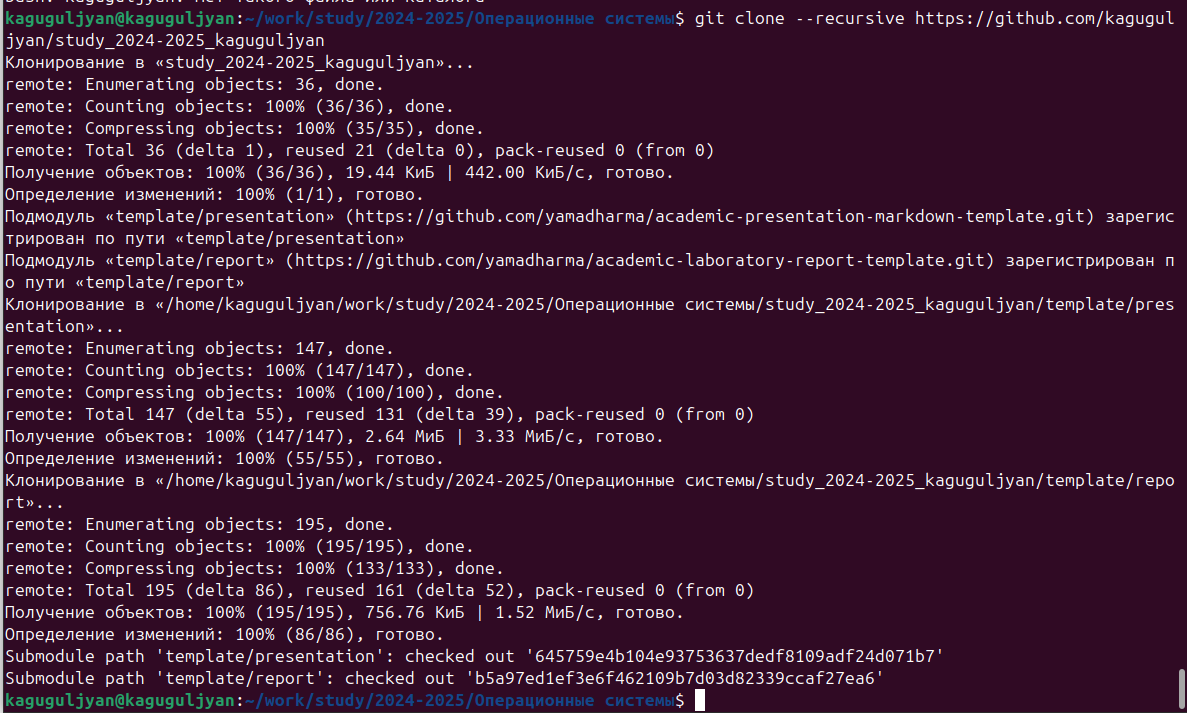 kaguguljyan@kaguguljyan:~/work/study/2024-2025/Операционные системы$ git clone --recursive https://github.com/kagugul
jyan/study_2024-2025_kaguguljyan
Клонирование в «study_2024-2025_kaguguljyan»...
remote: Enumerating objects: 36, done.
remote: Counting objects: 100% (36/36), done.
remote: Compressing objects: 100% (35/35), done.
remote: Total 36 (delta 1), reused 21 (delta 0), pack-reused 0 (from 0)
Получение объектов: 100% (36/36), 19.44 КиБ | 442.00 КиБ/с, готово.
Определение изменений: 100% (1/1), готово.
Подмодуль «template/presentation» (https://github.com/yamadharma/academic-presentation-markdown-template.git) зарегис
трирован по пути «template/presentation»
Подмодуль «template/report» (https://github.com/yamadharma/academic-laboratory-report-template.git) зарегистрирован п
о пути «template/report»
Клонирование в «/home/kaguguljyan/work/study/2024-2025/Операционные системы/study_2024-2025_kaguguljyan/template/pres
entation»...
remote: Enumerating objects: 147, done.
remote: Counting objects: 100% (147/147), done.
remote: Compressing objects: 100% (100/100), done.
remote: Total 147 (delta 55), reused 131 (delta 39), pack-reused 0 (from 0)
Получение объектов: 100% (147/147), 2.64 МиБ | 3.33 МиБ/с, готово.
Определение изменений: 100% (55/55), готово.
Клонирование в «/home/kaguguljyan/work/study/2024-2025/Операционные системы/study_2024-2025_kaguguljyan/template/repo
rt»...
remote: Enumerating objects: 195, done.
remote: Counting objects: 100% (195/195), done.
remote: Compressing objects: 100% (133/133), done.
remote: Total 195 (delta 86), reused 161 (delta 52), pack-reused 0 (from 0)
Получение объектов: 100% (195/195), 756.76 КиБ | 1.52 МиБ/с, готово.
Определение изменений: 100% (86/86), готово.
Submodule path 'template/presentation': checked out '645759e4b104e93753637dedf8109adf24d071b7'
Submodule path 'template/report': checked out 'b5a97ed1ef3e6f462109b7d03d82339ccaf27ea6'
kaguguljyan@kaguguljyan:~/work/study/2024-2025/Операционные системы$